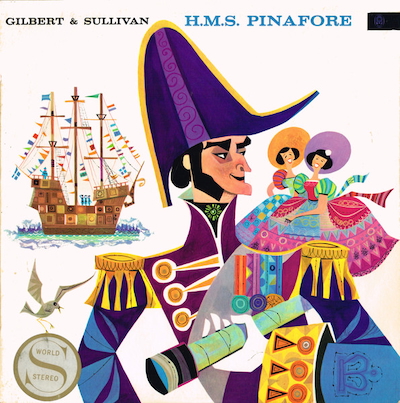 GILBERT & SULLIVAN
H.M.S. PINAFORE
WORLD
S
STEREO
B